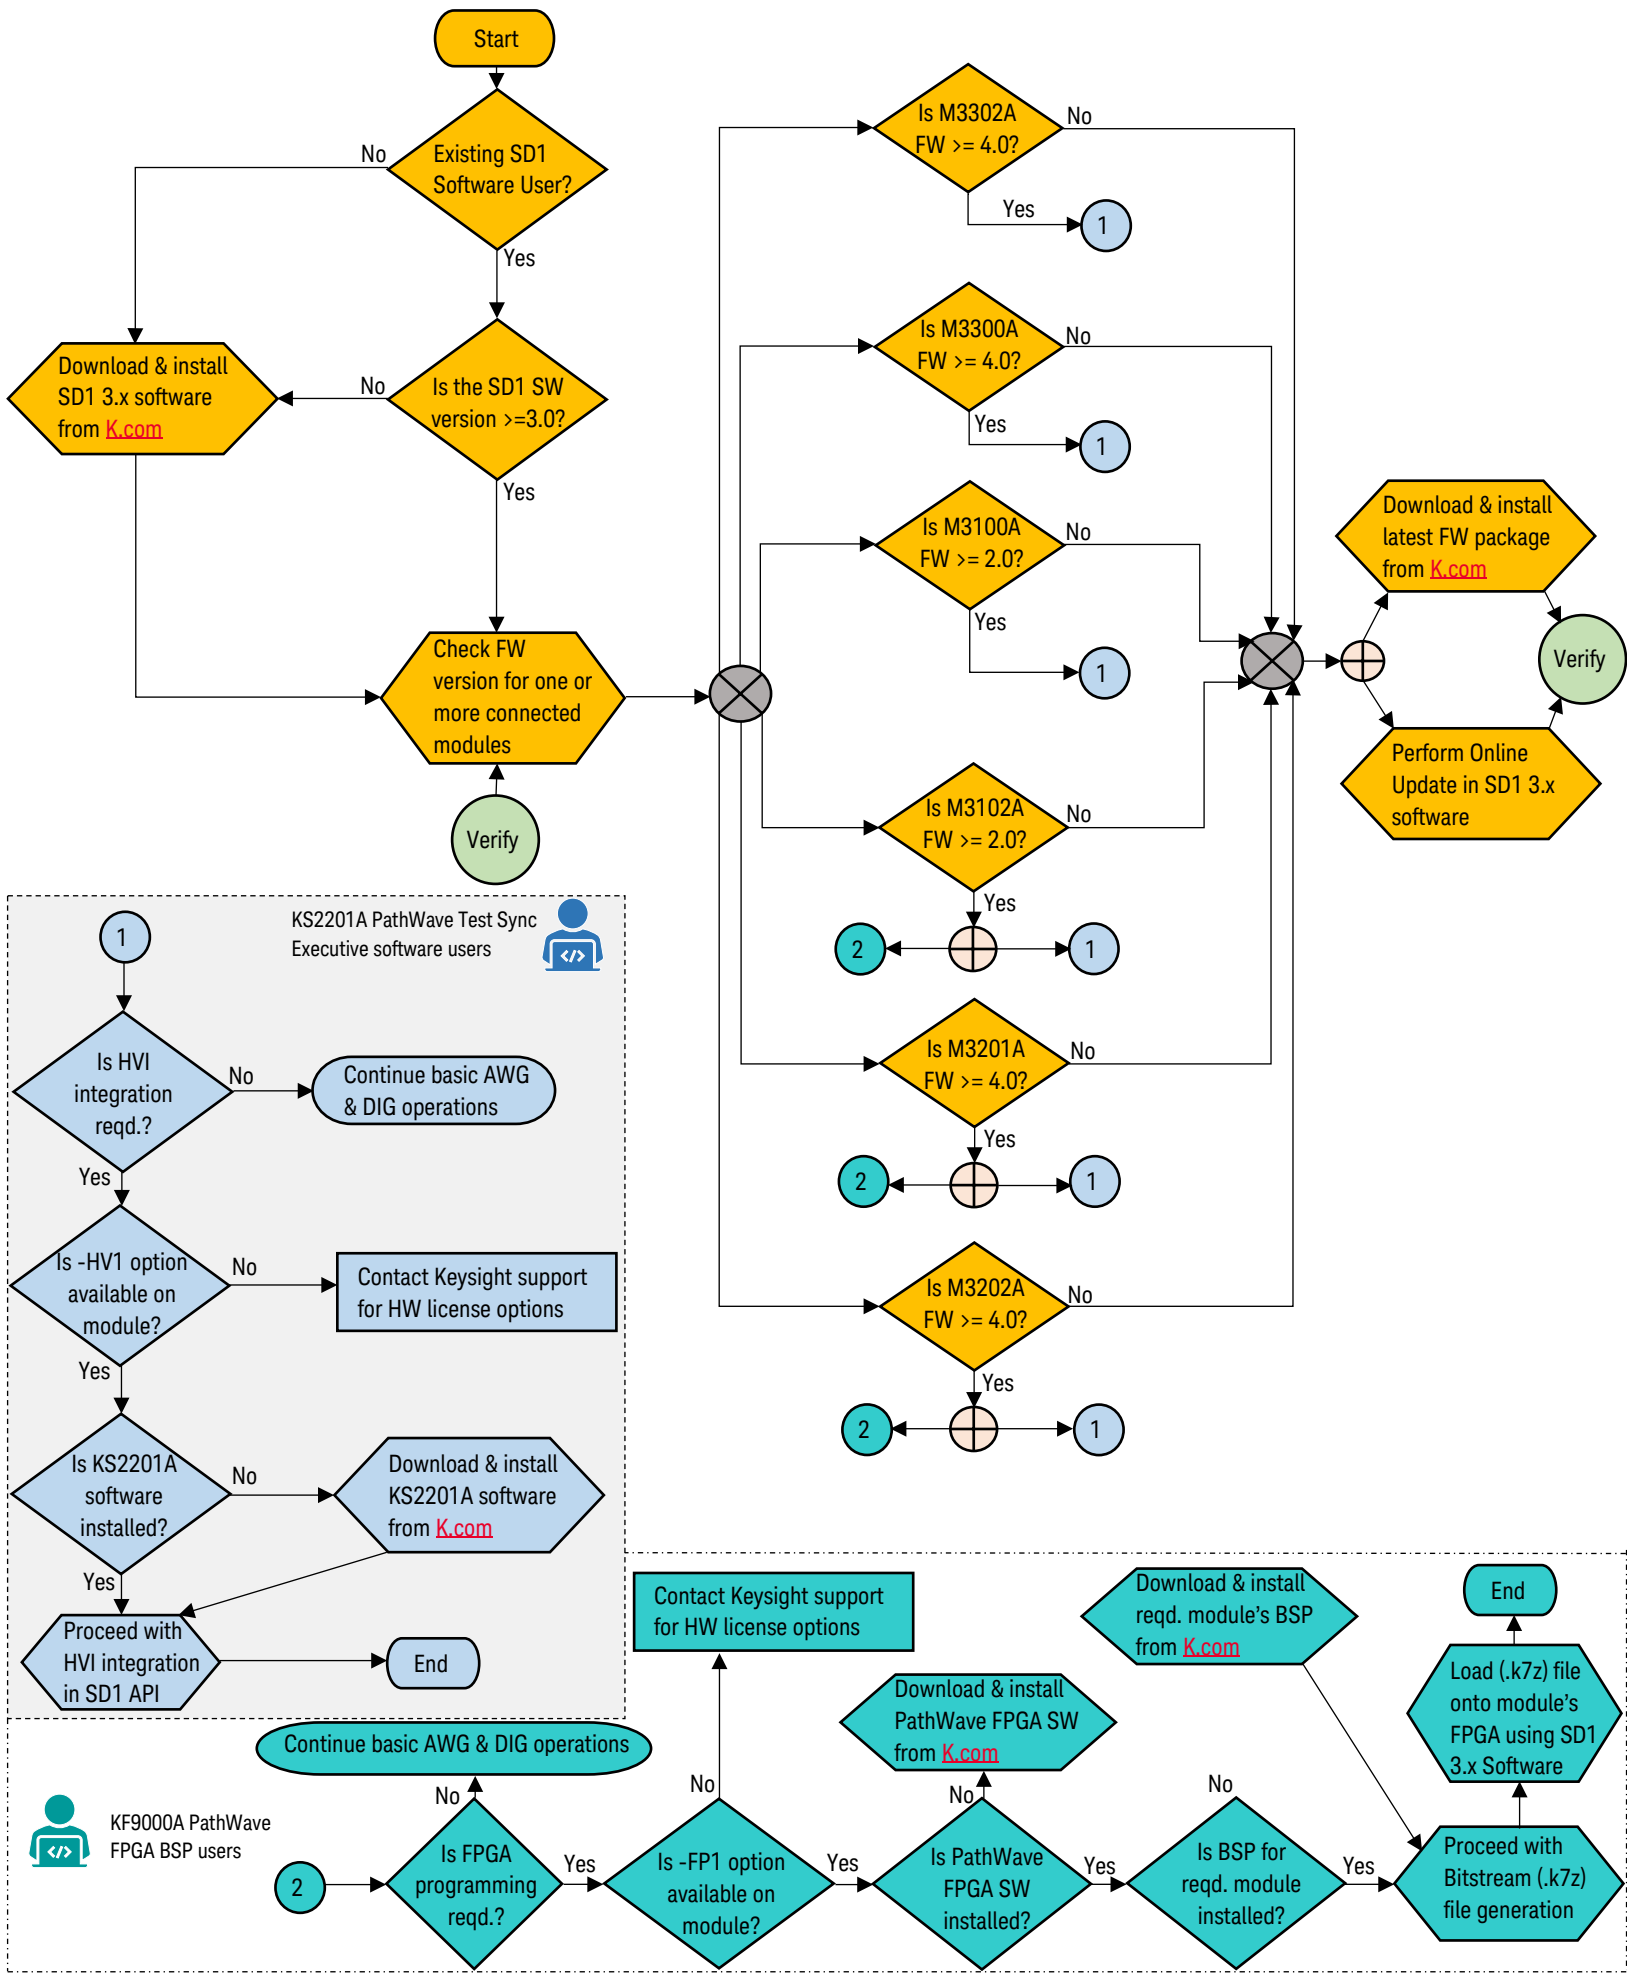 Start
Existing SD1
Software User?
No
Yes
Download & install
SD1 3.x software
from K.com
No
Is the SD1 SW
version >=3.0?
Yes
Check FW
version for one or
more connected
modules
Verify
Is M3302A
FW >= 4.0?
No
Yes
1
Is M3300A
FW >= 4.0?
No
Yes
1
Is M3100A
FW >= 2.0?
No
Yes
1
Is M3102A
FW >= 2.0?
No
Yes
2
1
Is M3201A
FW >= 4.0?
No
Yes
2
1
Is M3202A
FW >= 4.0?
No
Yes
2
1
Download & install
latest FW package
from K.com
Verify
Perform Online
Update in SD1 3.x
software
1
KS2201A PathWave Test Sync
Executive software users
</>
Is HVI
integration
reqd.?
No
Continue basic AWG
& DIG operations
Yes
Is -HV1 option
available on
module?
No
Contact Keysight support
for HW license options
Yes
Is KS2201A
software
installed?
No
Download & install
KS2201A software
from K.com
Yes
Proceed with
HVI integration
in SD1 API
End
KF9000A PathWave
FPGA BSP users
</>
2
Is FPGA
programming
reqd.?
No
Continue basic AWG & DIG operations
Yes
Is -FP1 option
available on
module?
No
Contact Keysight support
for HW license options
Yes
Is PathWave
FPGA SW
installed?
No
Download & install
PathWave FPGA SW
from K.com
Yes
Is BSP for
reqd. module
installed?
No
Download & install
reqd. module's BSP
from K.com
Yes
Proceed with
Bitstream (.k7z)
file generation
Load (.k7z) file
onto module's
FPGA using SD1
3.x Software
End